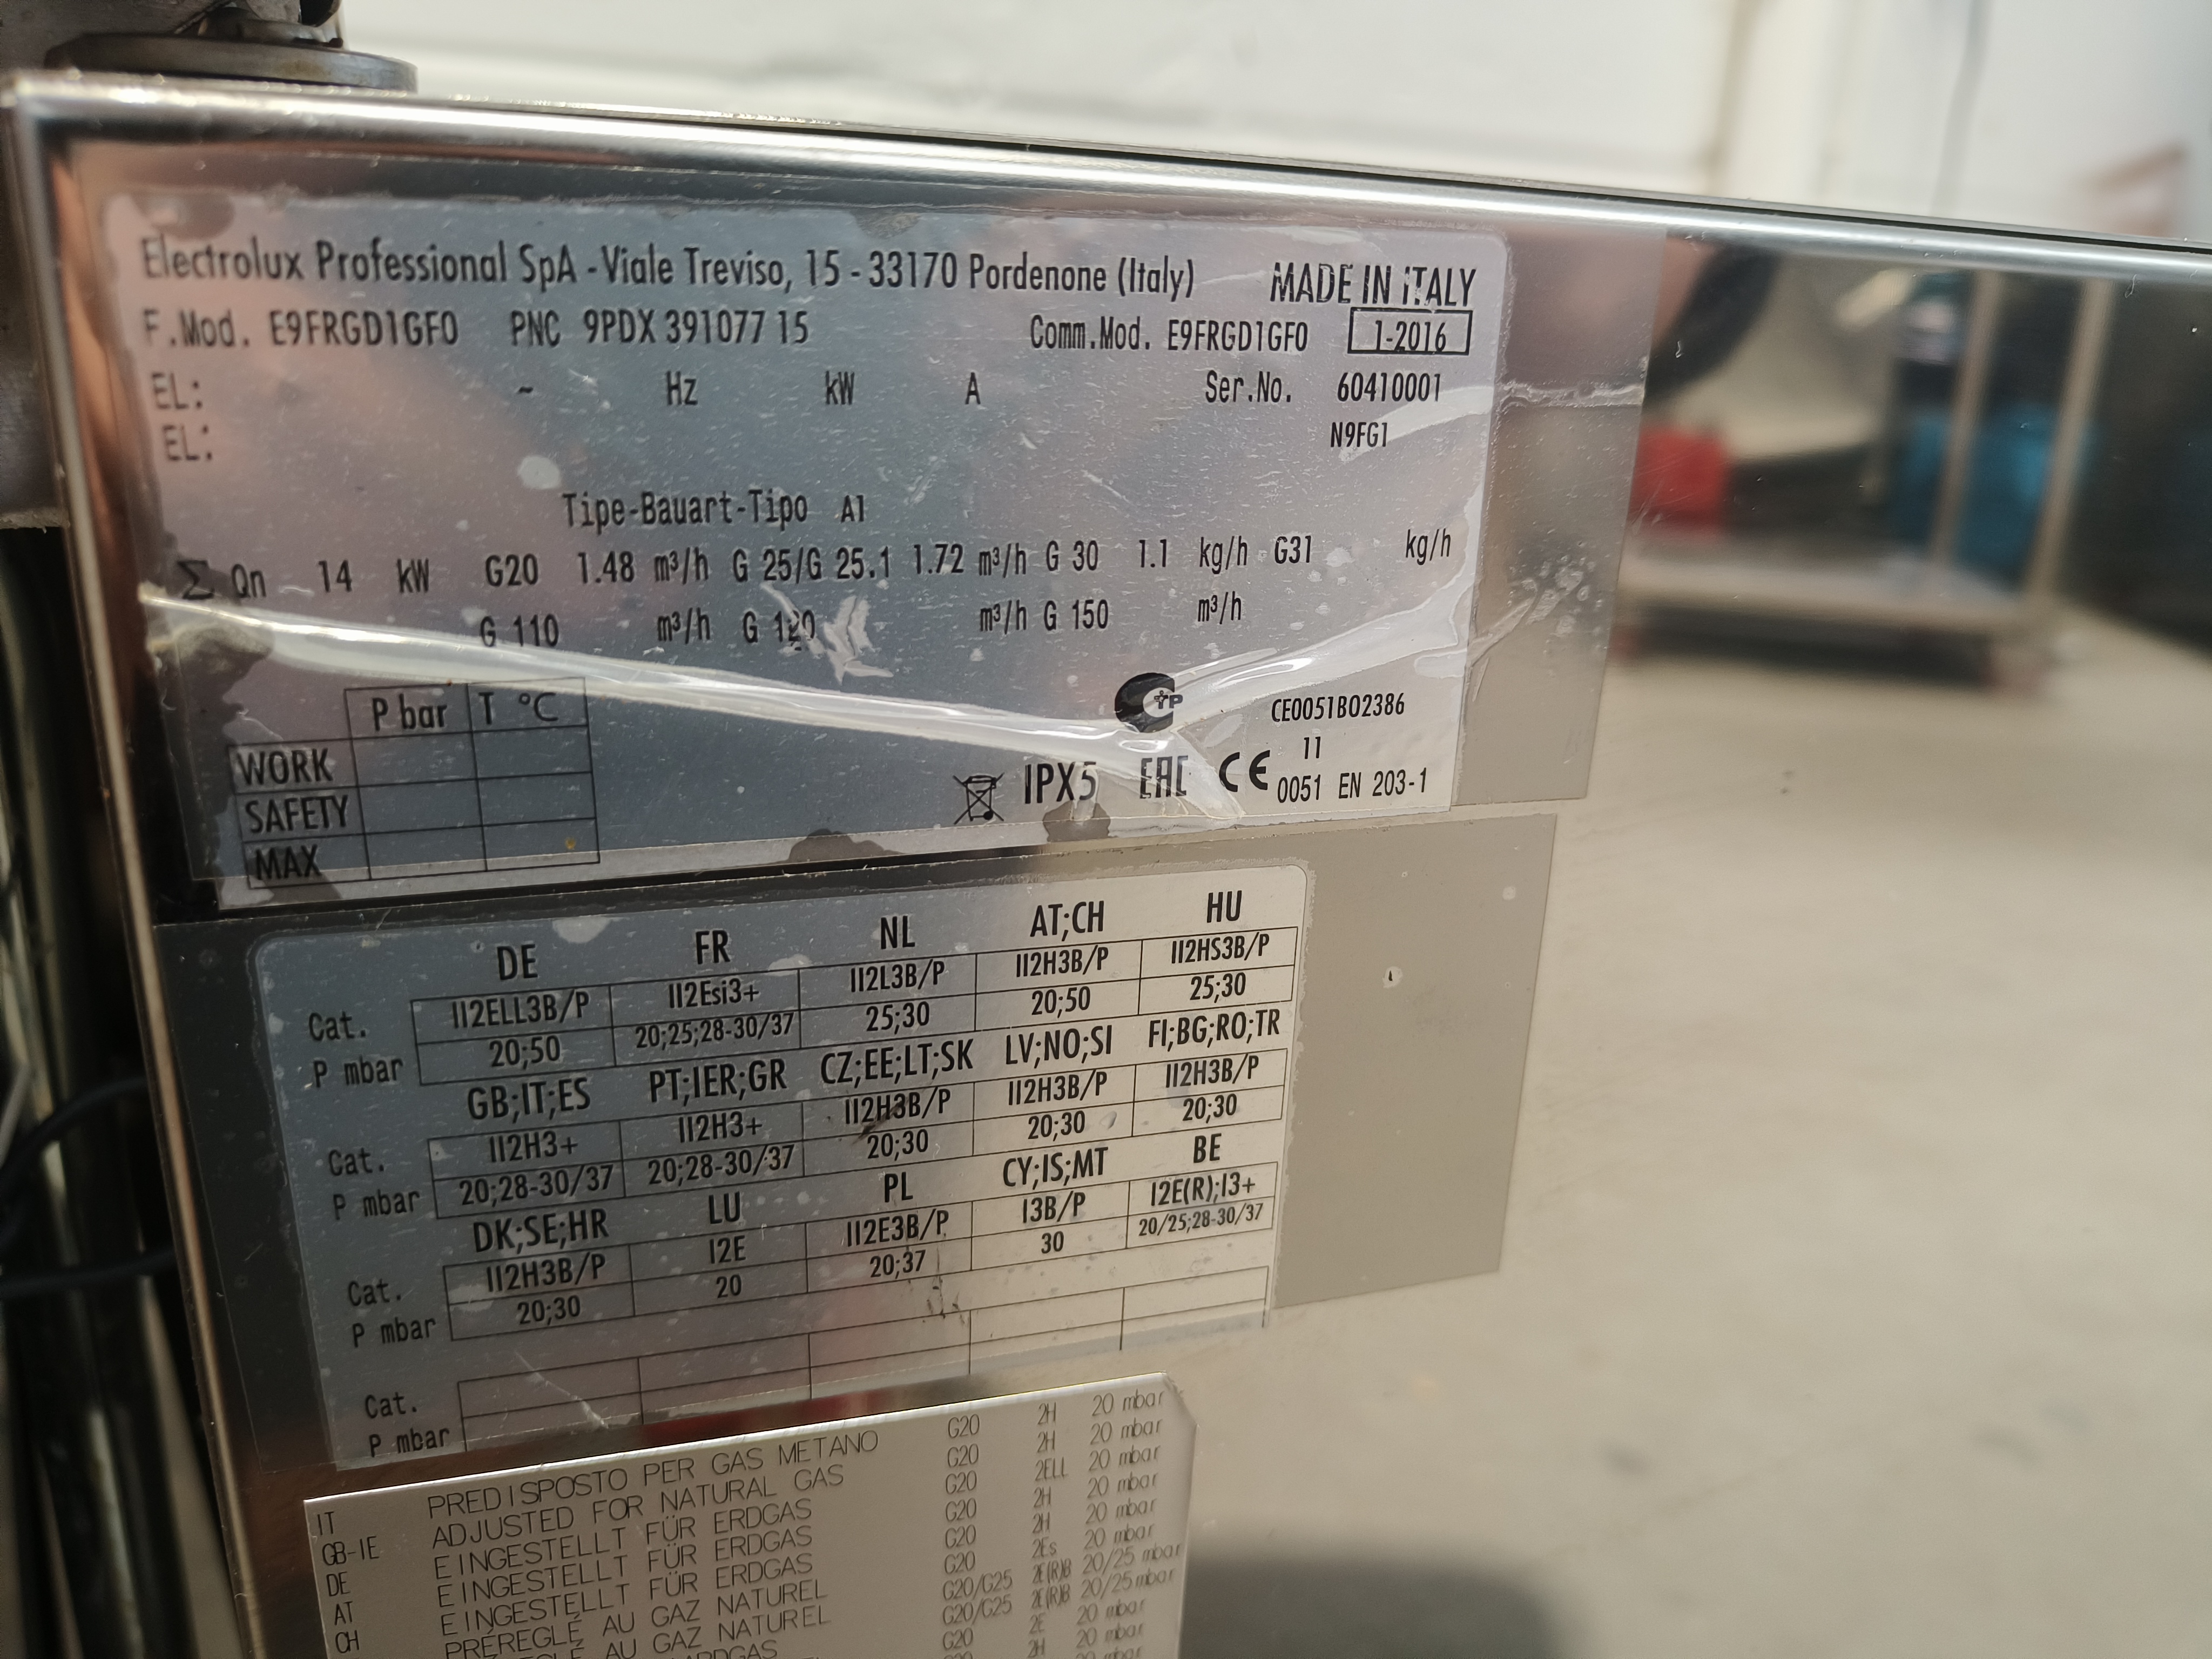 Electrolux Professional SpA - Viale Treviso, 15 - 33170 Pordenone (Italy) MADE IN ITALY
F.Mod. E9FRGD1GF0 PNC 9PDX 391077 15 Comm.Mod. E9FRGD1GF0 1-2016
EL: ~ Hz kW A Ser.No. 60410001
EL: N9FG1
Tipe-Bauart-Tipo A1
Σ Qn 14 kW G20 1.48 m³/h G 25/G 25.1 1.72 m³/h G 30 1.1 kg/h G31 kg/h
G 110 m³/h G 120 m³/h G 150 m³/h
P bar T °C
WORK
SAFETY
MAX
CE0051BO2386
11
IPX5 EAC CE 0051 EN 203-1
DE FR NL AT;CH HU
Cat. II2ELL3B/P II2Esi3+ II2L3B/P II2H3B/P II2HS3B/P
P mbar 20;50 20;25;28-30/37 25;30 20;50 25;30
GB;IT;ES PT;IER;GR CZ;EE;LT;SK LV;NO;SI FI;BG;RO;TR
Cat. II2H3+ II2H3+ II2H3B/P II2H3B/P II2H3B/P
P mbar 20;28-30/37 20;28-30/37 20;30 20;30 20;30
DK;SE;HR LU PL CY;IS;MT BE
Cat. II2H3B/P I2E II2E3B/P I3B/P I2E(R);I3+
P mbar 20;30 20 20;37 30 20/25;28-30/37
Cat.
P mbar
IT PREDISPOSTO PER GAS METANO G20 2H 20 mbar
GB-IE ADJUSTED FOR NATURAL GAS G20 2H 20 mbar
DE EINGESTELLT FÜR ERDGAS G20 2ELL 20 mbar
AT EINGESTELLT FÜR ERDGAS G20 2H 20 mbar
CH EINGESTELLT FÜR ERDGAS G20 2H 20 mbar
PRÉREGLÉ AU GAZ NATUREL G20 2Es 20 mbar
AU GAZ NATUREL G20/G25 2E(R)B 20/25 mbar
G20/G25 2E(R)B 20/25 mbar
G20 2E 20 mbar
2H 20 mbar
20 mbar